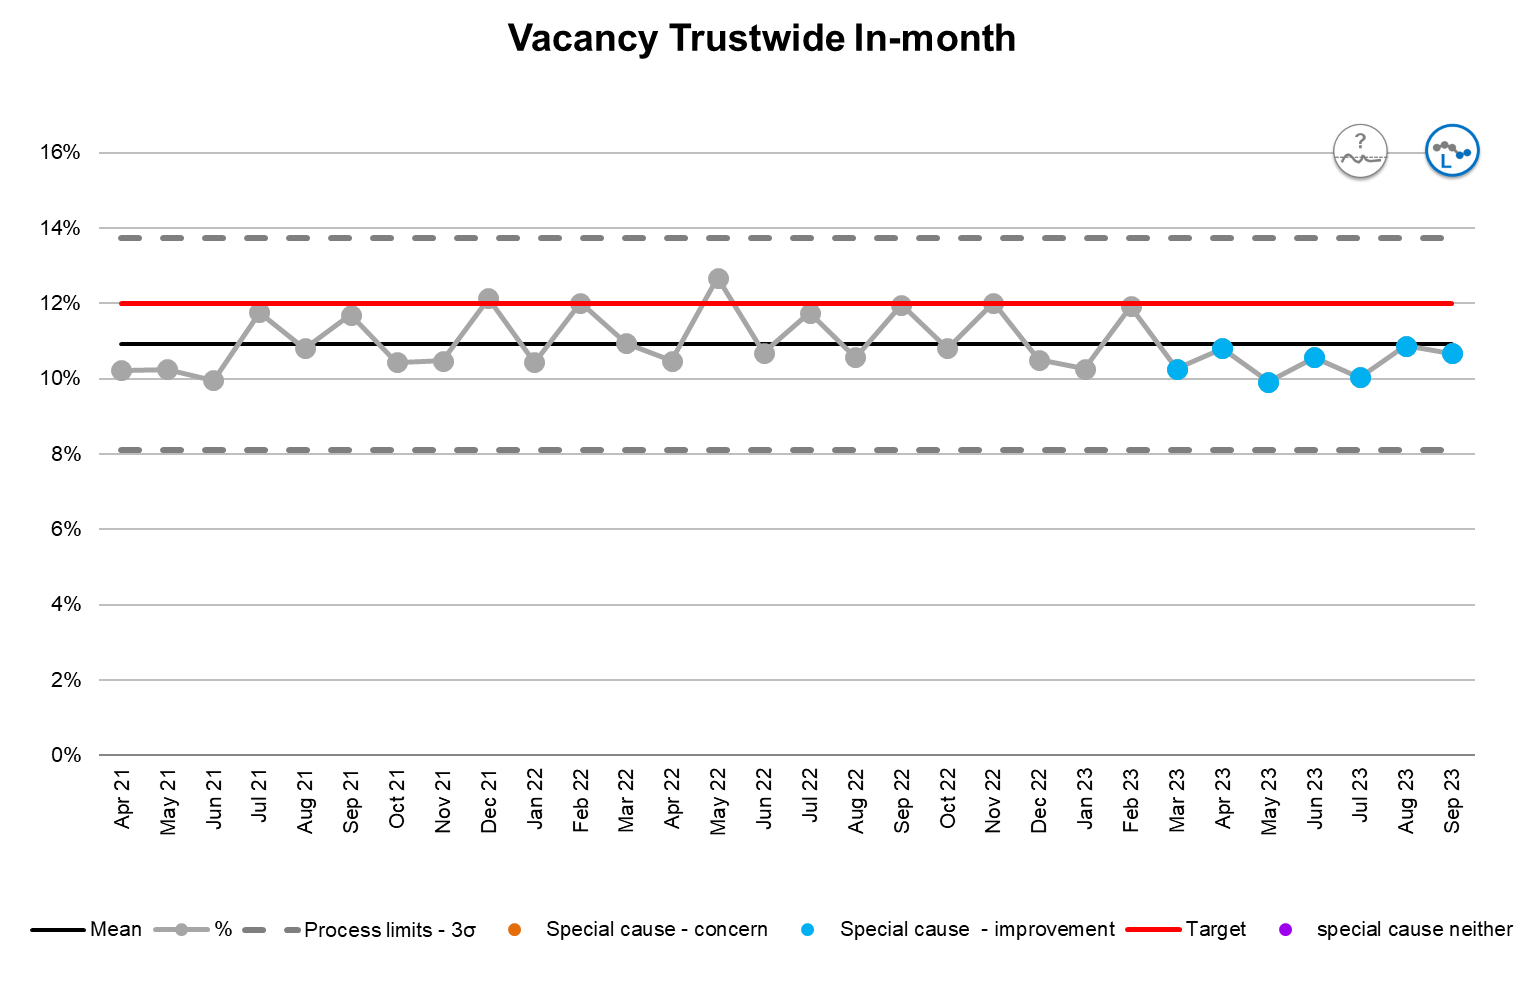 Vacancy Trustwide In-month
?
L
16%
14%
12%
10%
8%
6%
4%
2%
0%
Apr 21
May 21
Jun 21
Jul 21
Aug 21
Sep 21
Oct 21
Nov 21
Dec 21
Jan 22
Feb 22
Mar 22
Apr 22
May 22
Jun 22
Jul 22
Aug 22
Sep 22
Oct 22
Nov 22
Dec 22
Jan 23
Feb 23
Mar 23
Apr 23
May 23
Jun 23
Jul 23
Aug 23
Sep 23
Mean % Process limits - 3σ Special cause - concern Special cause - improvement Target special cause neither